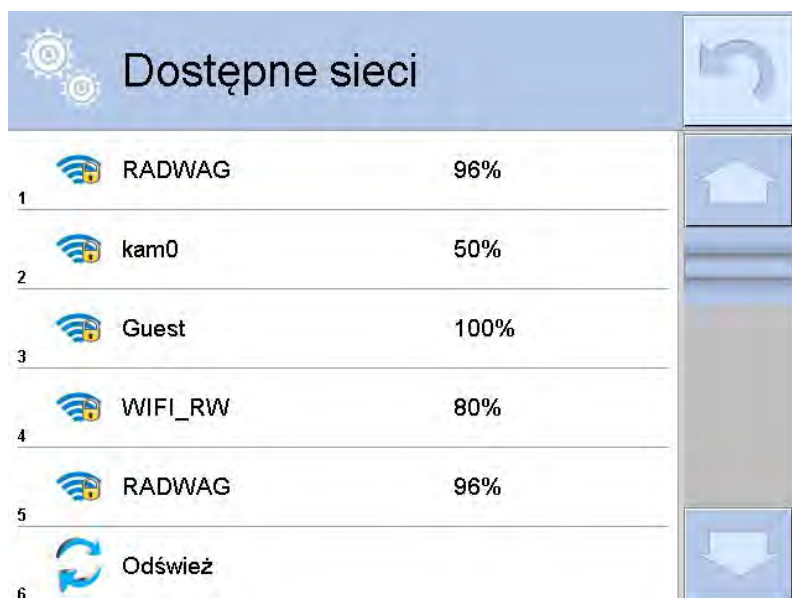 Dostępne sieci
RADWAG 96%
1
kam0 50%
2
Guest 100%
3
WIFI_RW 80%
4
RADWAG 96%
5
Odśwież
6